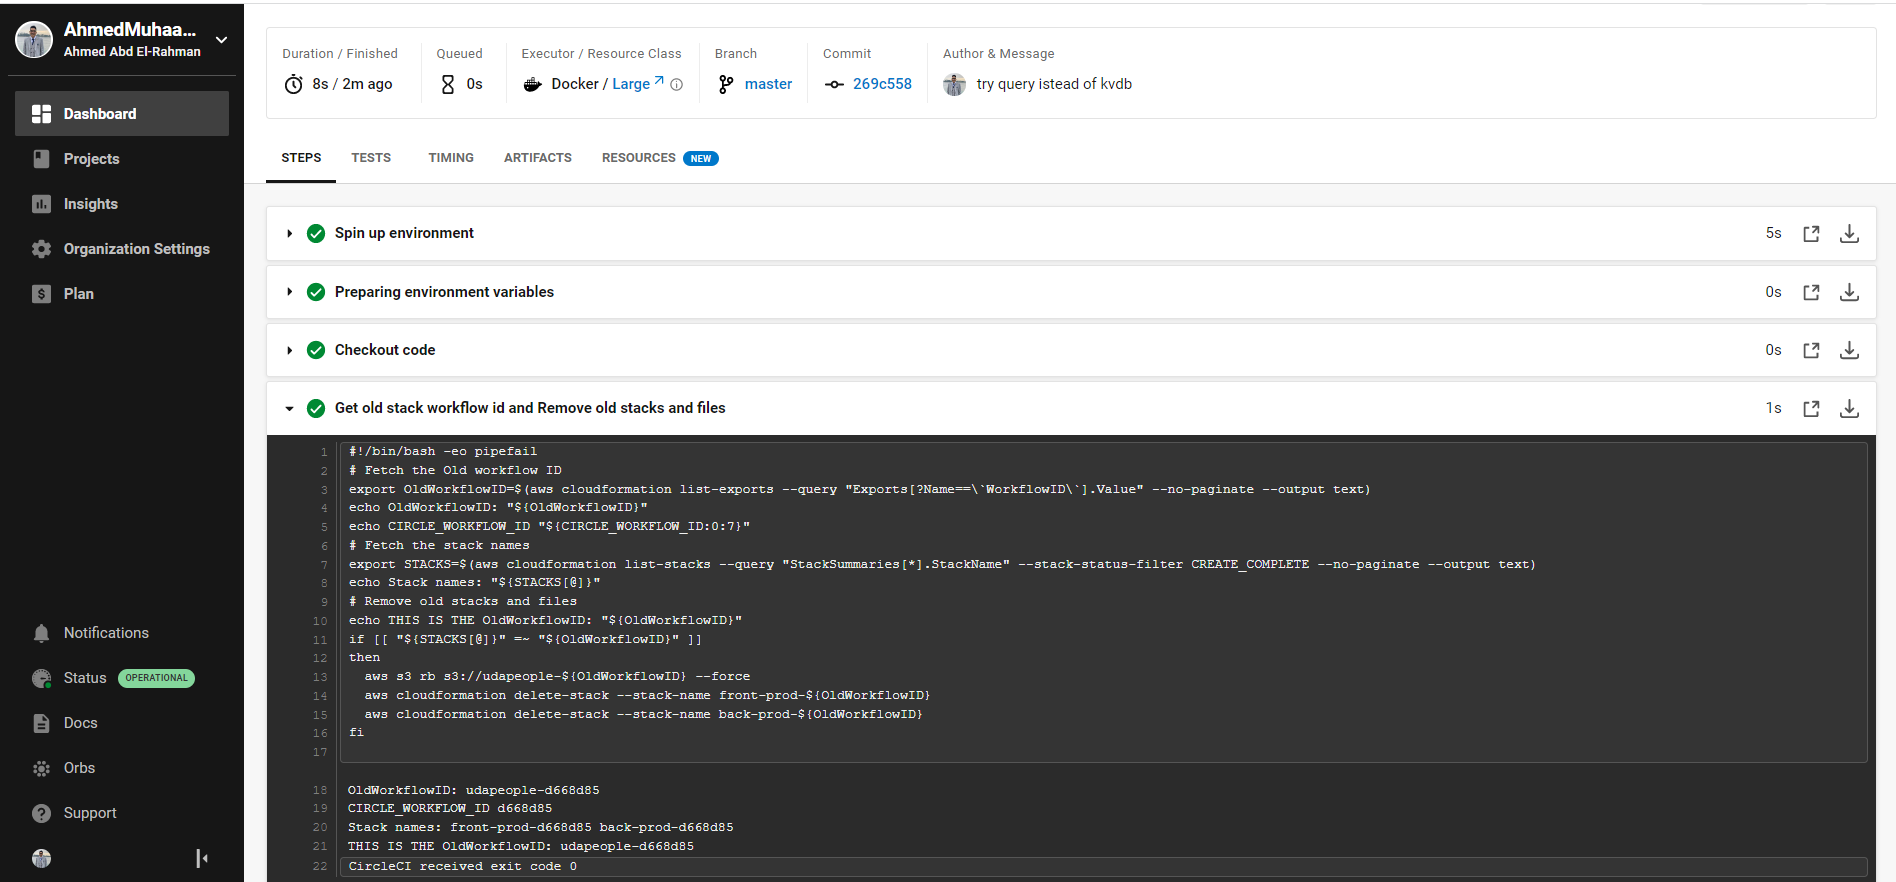 AhmedMuhaa...
Ahmed Abd El-Rahman
Dashboard
Projects
Insights
Organization Settings
Plan
Notifications
Status OPERATIONAL
Docs
Orbs
Support
Duration / Finished
8s / 2m ago
Queued
0s
Executor / Resource Class
Docker / Large
Branch
master
Commit
269c558
Author & Message
try query istead of kvdb
STEPS TESTS TIMING ARTIFACTS RESOURCES NEW
Spin up environment 5s
Preparing environment variables 0s
Checkout code 0s
Get old stack workflow id and Remove old stacks and files 1s
1 #!/bin/bash -eo pipefail
2 # Fetch the Old workflow ID
3 export OldWorkflowID=$(aws cloudformation list-exports --query "Exports[?Name==\`WorkflowID\`].Value" --no-paginate --output text)
4 echo OldWorkflowID: "${OldWorkflowID}"
5 echo CIRCLE_WORKFLOW_ID "${CIRCLE_WORKFLOW_ID:0:7}"
6 # Fetch the stack names
7 export STACKS=$(aws cloudformation list-stacks --query "StackSummaries[*].StackName" --stack-status-filter CREATE_COMPLETE --no-paginate --output text)
8 echo Stack names: "${STACKS[@]}"
9 # Remove old stacks and files
10 echo THIS IS THE OldWorkflowID: "${OldWorkflowID}"
11 if [[ "${STACKS[@]}" =~ "${OldWorkflowID}" ]]
12 then
13 aws s3 rb s3://udapeople-${OldWorkflowID} --force
14 aws cloudformation delete-stack --stack-name front-prod-${OldWorkflowID}
15 aws cloudformation delete-stack --stack-name back-prod-${OldWorkflowID}
16 fi
17
18 OldWorkflowID: udapeople-d668d85
19 CIRCLE_WORKFLOW_ID d668d85
20 Stack names: front-prod-d668d85 back-prod-d668d85
21 THIS IS THE OldWorkflowID: udapeople-d668d85
22 CircleCI received exit code 0